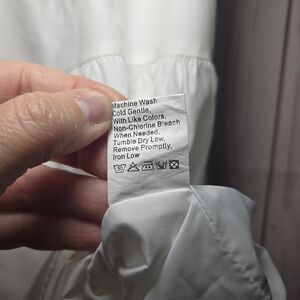 Machine Wash
Cold Gentle,
With Like Colors,
Non-Chlorine Bleach
When Needed,
Tumble Dry Low,
Remove Promptly,
Iron Low